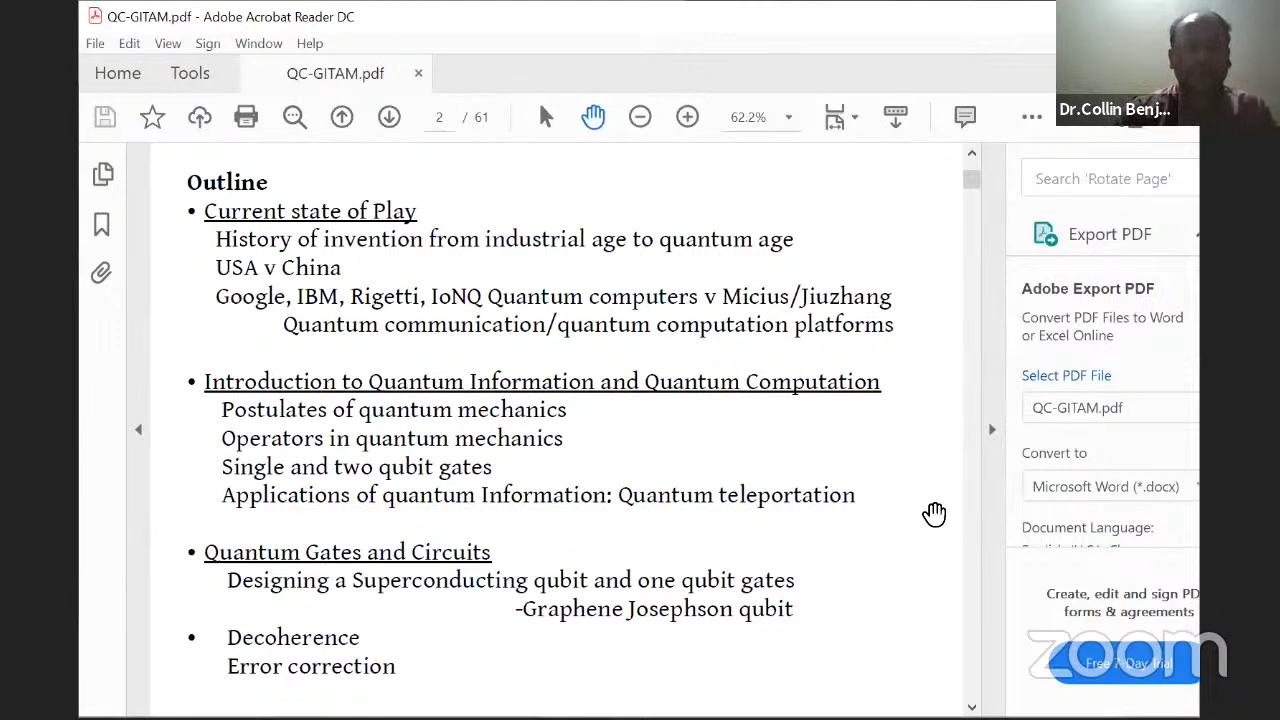 QC-GITAM.pdf - Adobe Acrobat Reader DC
File Edit View Sign Window Help
Home Tools QC-GITAM.pdf ×
2 / 61 62.2%
Dr.Collin Benj...
Outline
• Current state of Play
History of invention from industrial age to quantum age
USA v China
Google, IBM, Rigetti, IoNQ Quantum computers v Micius/Jiuzhang
Quantum communication/quantum computation platforms
• Introduction to Quantum Information and Quantum Computation
Postulates of quantum mechanics
Operators in quantum mechanics
Single and two qubit gates
Applications of quantum Information: Quantum teleportation
• Quantum Gates and Circuits
Designing a Superconducting qubit and one qubit gates
-Graphene Josephson qubit
• Decoherence
Error correction
Search 'Rotate Page'
Export PDF
Adobe Export PDF
Convert PDF Files to Word
or Excel Online
Select PDF File
QC-GITAM.pdf
Convert to
Microsoft Word (*.docx)
Document Language:
Create, edit and sign PD
forms & agreements
Free 7-Day Trial
zoom